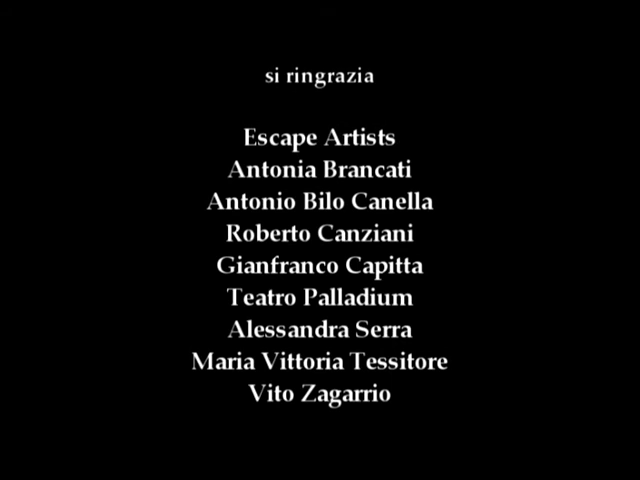 si ringrazia
Escape Artists
Antonia Brancati
Antonio Bilo Canella
Roberto Canziani
Gianfranco Capitta
Teatro Palladium
Alessandra Serra
Maria Vittoria Tessitore
Vito Zagarrio